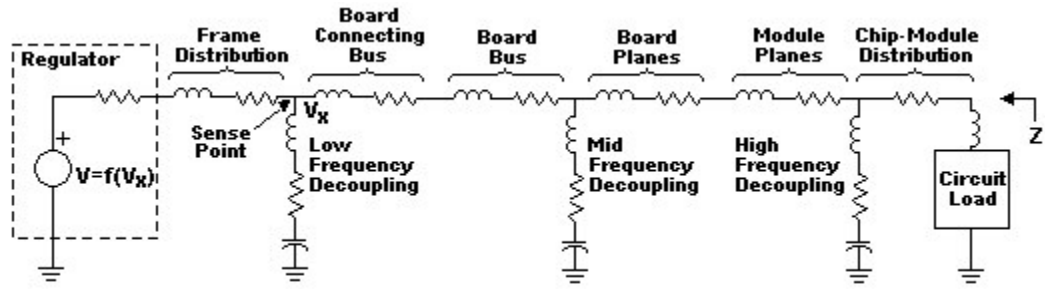 Regulator
+
V=f(Vx)
Frame
Distribution
Sense
Point
Vx
Board
Connecting
Bus
Low
Frequency
Decoupling
Board
Bus
Board
Planes
Mid
Frequency
Decoupling
Module
Planes
High
Frequency
Decoupling
Chip-Module
Distribution
Z
Circuit
Load